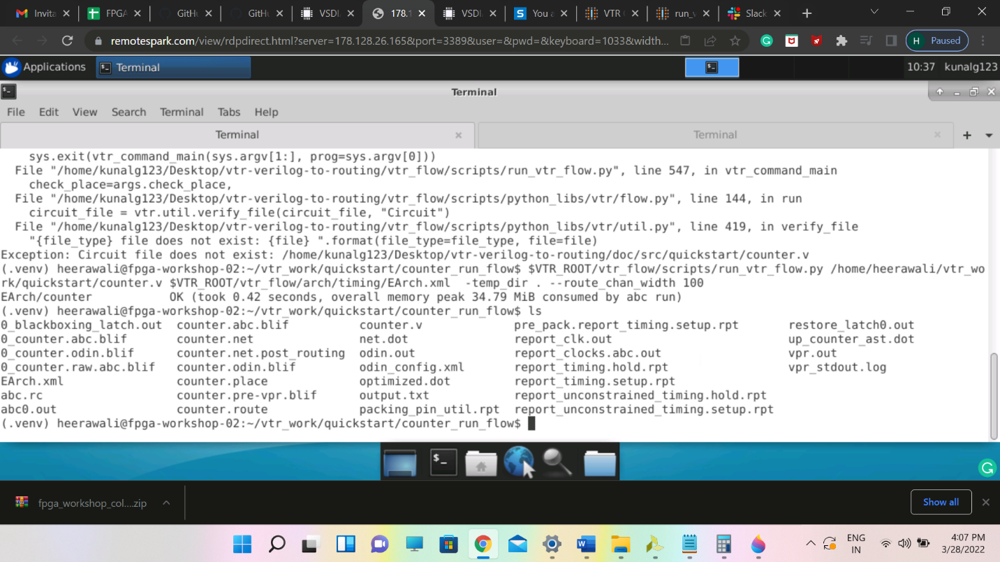 Invita
FPGA
GitHu
GitHu
VSDI
178.1
VSDI
You a
VTR
run_v
Slack
remotespark.com/view/rdpdirect.html?server=178.128.26.165&port=3389&user=&pwd=&keyboard=1033&width...
H Paused
Applications
Terminal
10:37 kunalg123
Terminal
File Edit View Search Terminal Tabs Help
Terminal
Terminal
sys.exit(vtr_command_main(sys.argv[1:], prog=sys.argv[0]))
File "/home/kunalg123/Desktop/vtr-verilog-to-routing/vtr_flow/scripts/run_vtr_flow.py", line 547, in vtr_command_main
check_place=args.check_place,
File "/home/kunalg123/Desktop/vtr-verilog-to-routing/vtr_flow/scripts/python_libs/vtr/flow.py", line 144, in run
circuit_file = vtr.util.verify_file(circuit_file, "Circuit")
File "/home/kunalg123/Desktop/vtr-verilog-to-routing/vtr_flow/scripts/python_libs/vtr/util.py", line 419, in verify_file
"{file_type} file does not exist: {file} ".format(file_type=file_type, file=file)
Exception: Circuit file does not exist: /home/kunalg123/Desktop/vtr-verilog-to-routing/doc/src/quickstart/counter.v
(.venv) heerawali@fpga-workshop-02:~/vtr_work/quickstart/counter_run_flow$ $VTR_ROOT/vtr_flow/scripts/run_vtr_flow.py /home/heerawali/vtr_wo
rk/quickstart/counter.v $VTR_ROOT/vtr_flow/arch/timing/EArch.xml -temp_dir . --route_chan_width 100
EArch/counter OK (took 0.42 seconds, overall memory peak 34.79 MiB consumed by abc run)
(.venv) heerawali@fpga-workshop-02:~/vtr_work/quickstart/counter_run_flow$ ls
0_blackboxing_latch.out counter.abc.blif counter.v pre_pack.report_timing.setup.rpt restore_latch0.out
0_counter.abc.blif counter.net net.dot report_clk.out up_counter_ast.dot
0_counter.odin.blif counter.net.post_routing odin.out report_clocks.abc.out vpr.out
0_counter.raw.abc.blif counter.odin.blif odin_config.xml report_timing.hold.rpt vpr_stdout.log
EArch.xml counter.place optimized.dot report_timing.setup.rpt
abc.rc counter.pre-vpr.blif output.txt report_unconstrained_timing.hold.rpt
abc0.out counter.route packing_pin_util.rpt report_unconstrained_timing.setup.rpt
(.venv) heerawali@fpga-workshop-02:~/vtr_work/quickstart/counter_run_flow$
fpga_workshop_col....zip
Show all
ENG
IN
4:07 PM
3/28/2022